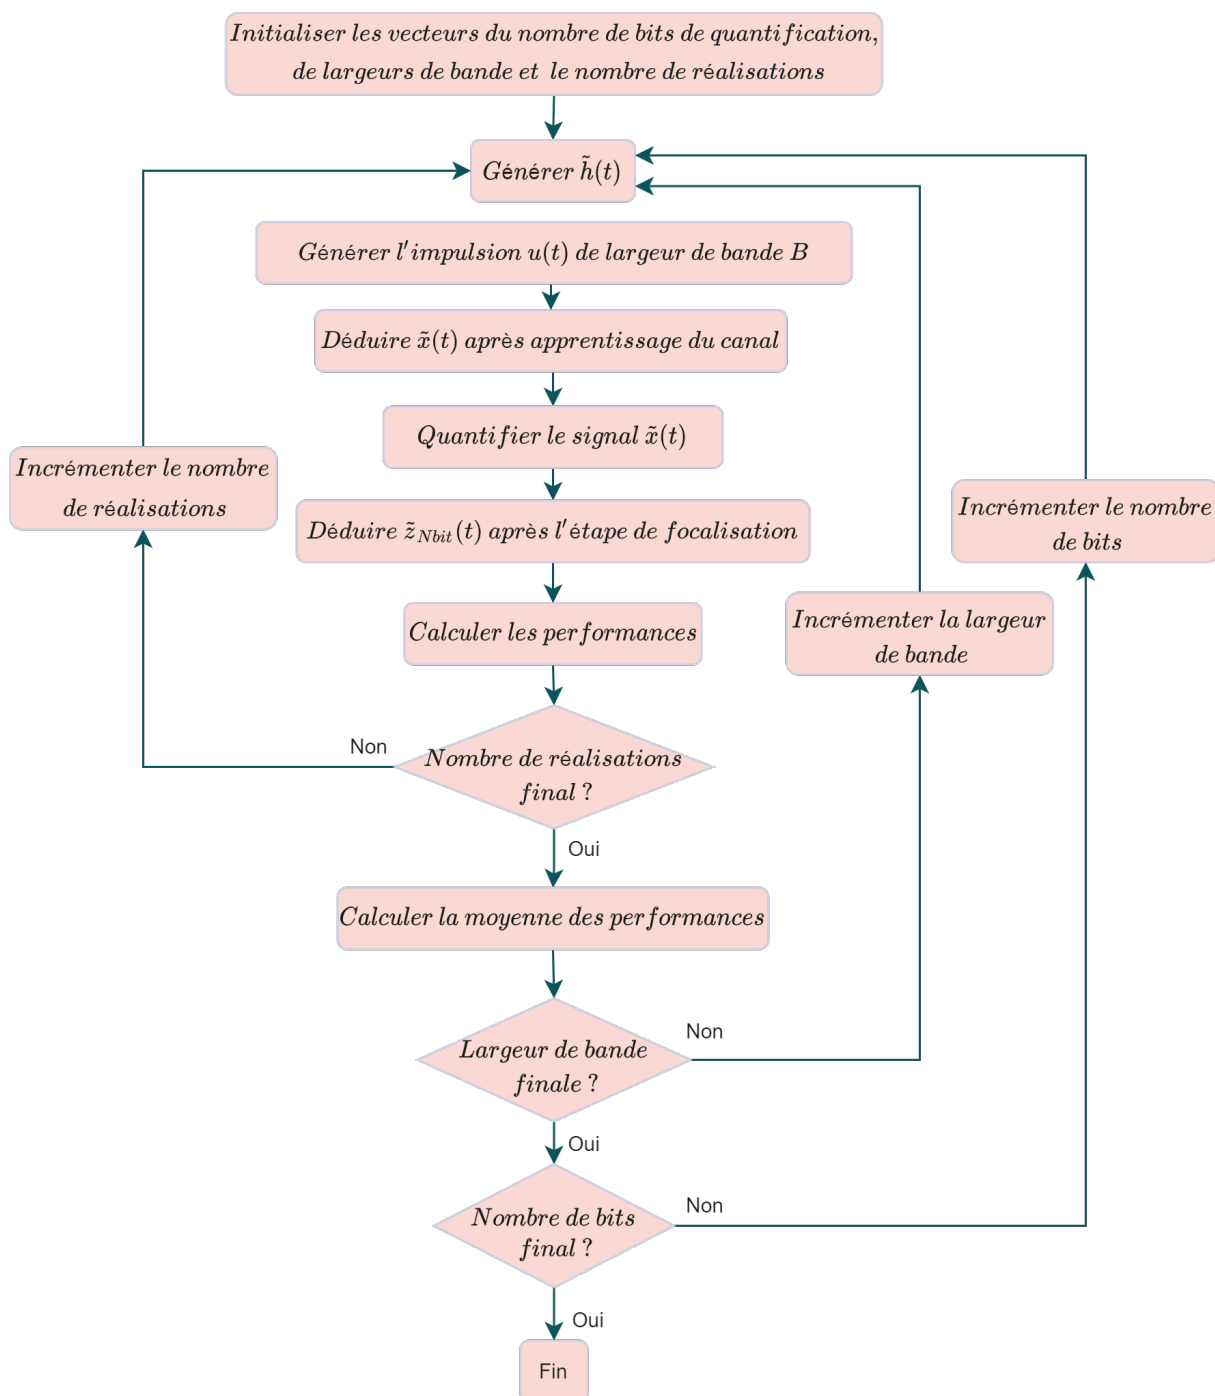 Initialiser les vecteurs du nombre de bits de quantification,
de largeurs de bande et le nombre de réalisations
Générer h̃(t)
Générer l'impulsion u(t) de largeur de bande B
Déduire x̃(t) après apprentissage du canal
Quantifier le signal x̃(t)
Incrémenter le nombre
de réalisations
Déduire z̃_{Nbit}(t) après l'étape de focalisation
Incrémenter le nombre
de bits
Calculer les performances
Incrémenter la largeur
de bande
Non
Nombre de réalisations
final ?
Oui
Calculer la moyenne des performances
Non
Largeur de bande
finale ?
Oui
Non
Nombre de bits
final ?
Oui
Fin